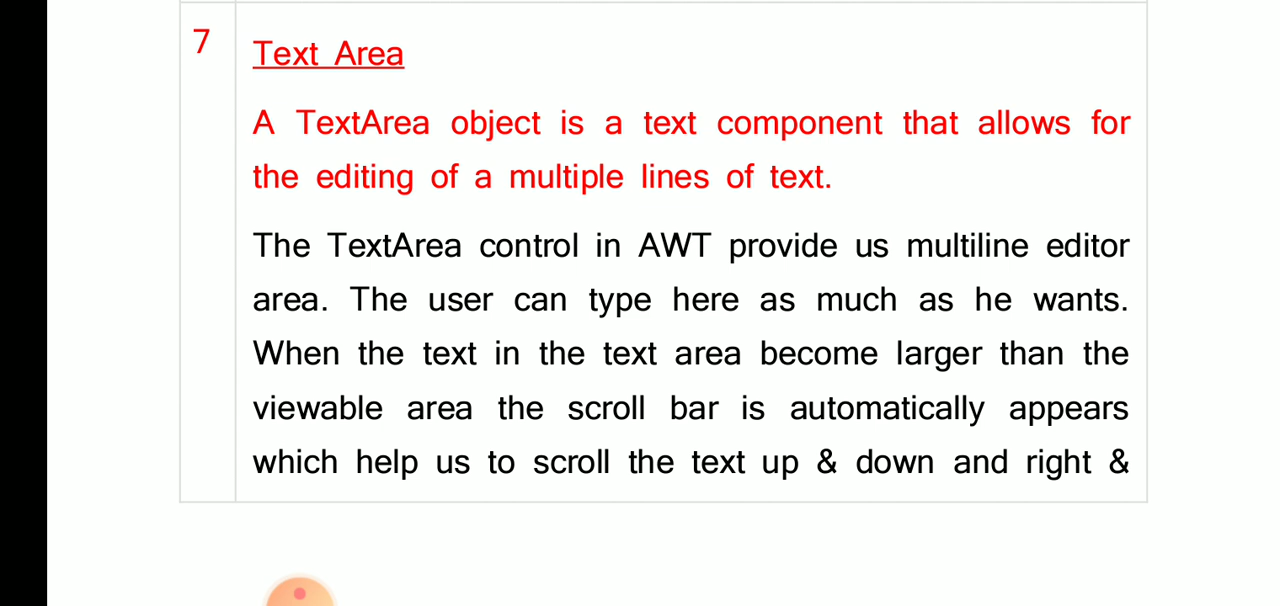 7
Text Area
A TextArea object is a text component that allows for
the editing of a multiple lines of text.
The TextArea control in AWT provide us multiline editor
area. The user can type here as much as he wants.
When the text in the text area become larger than the
viewable area the scroll bar is automatically appears
which help us to scroll the text up & down and right &